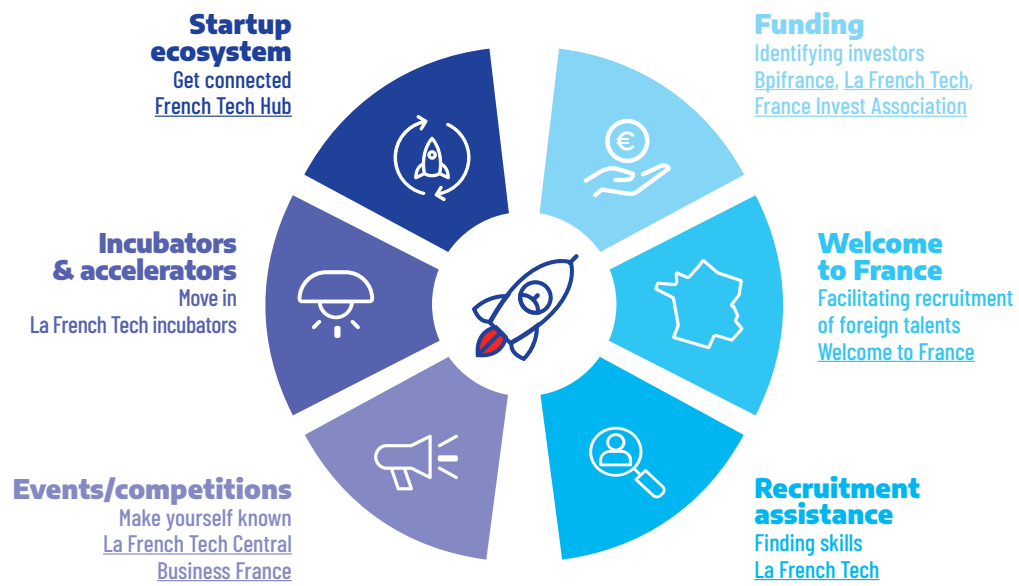 Startup
ecosystem
Get connected
French Tech Hub
Funding
Identifying investors
Bpifrance, La French Tech,
France Invest Association
€
Incubators
& accelerators
Move in
La French Tech incubators
Welcome
to France
Facilitating recruitment
of foreign talents
Welcome to France
Events/competitions
Make yourself known
La French Tech Central
Business France
Recruitment
assistance
Finding skills
La French Tech